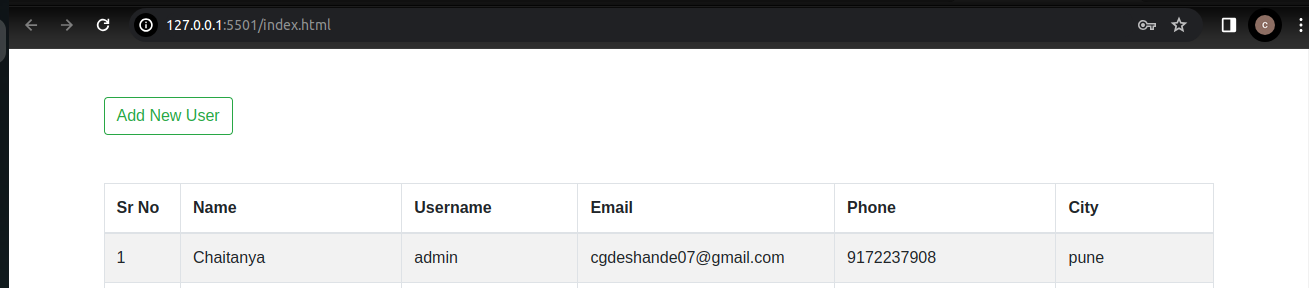 127.0.0.1:5501/index.html
c
Add New User
Sr No Name Username Email Phone City
1 Chaitanya admin cgdeshande07@gmail.com 9172237908 pune